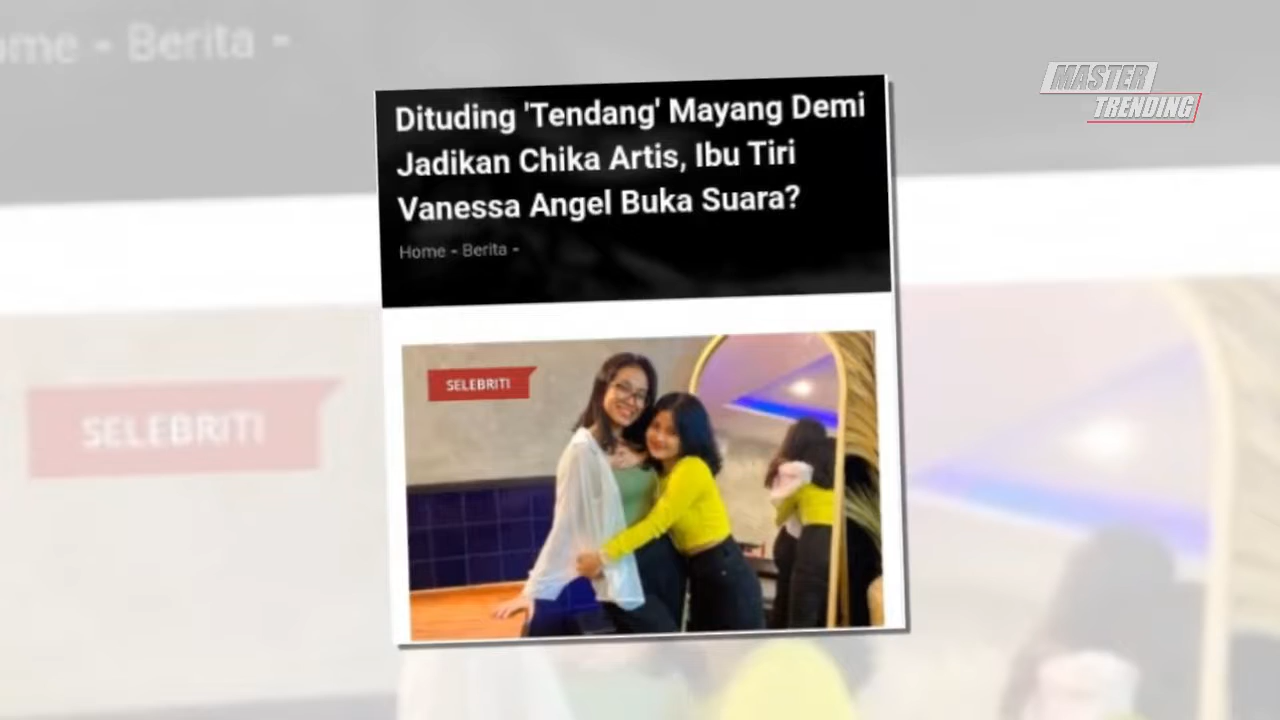 ome - Berita -
MASTER
TRENDING
Dituding 'Tendang' Mayang Demi
Jadikan Chika Artis, Ibu Tiri
Vanessa Angel Buka Suara?
Home - Berita -
SELEBRITI
SELEBRITI